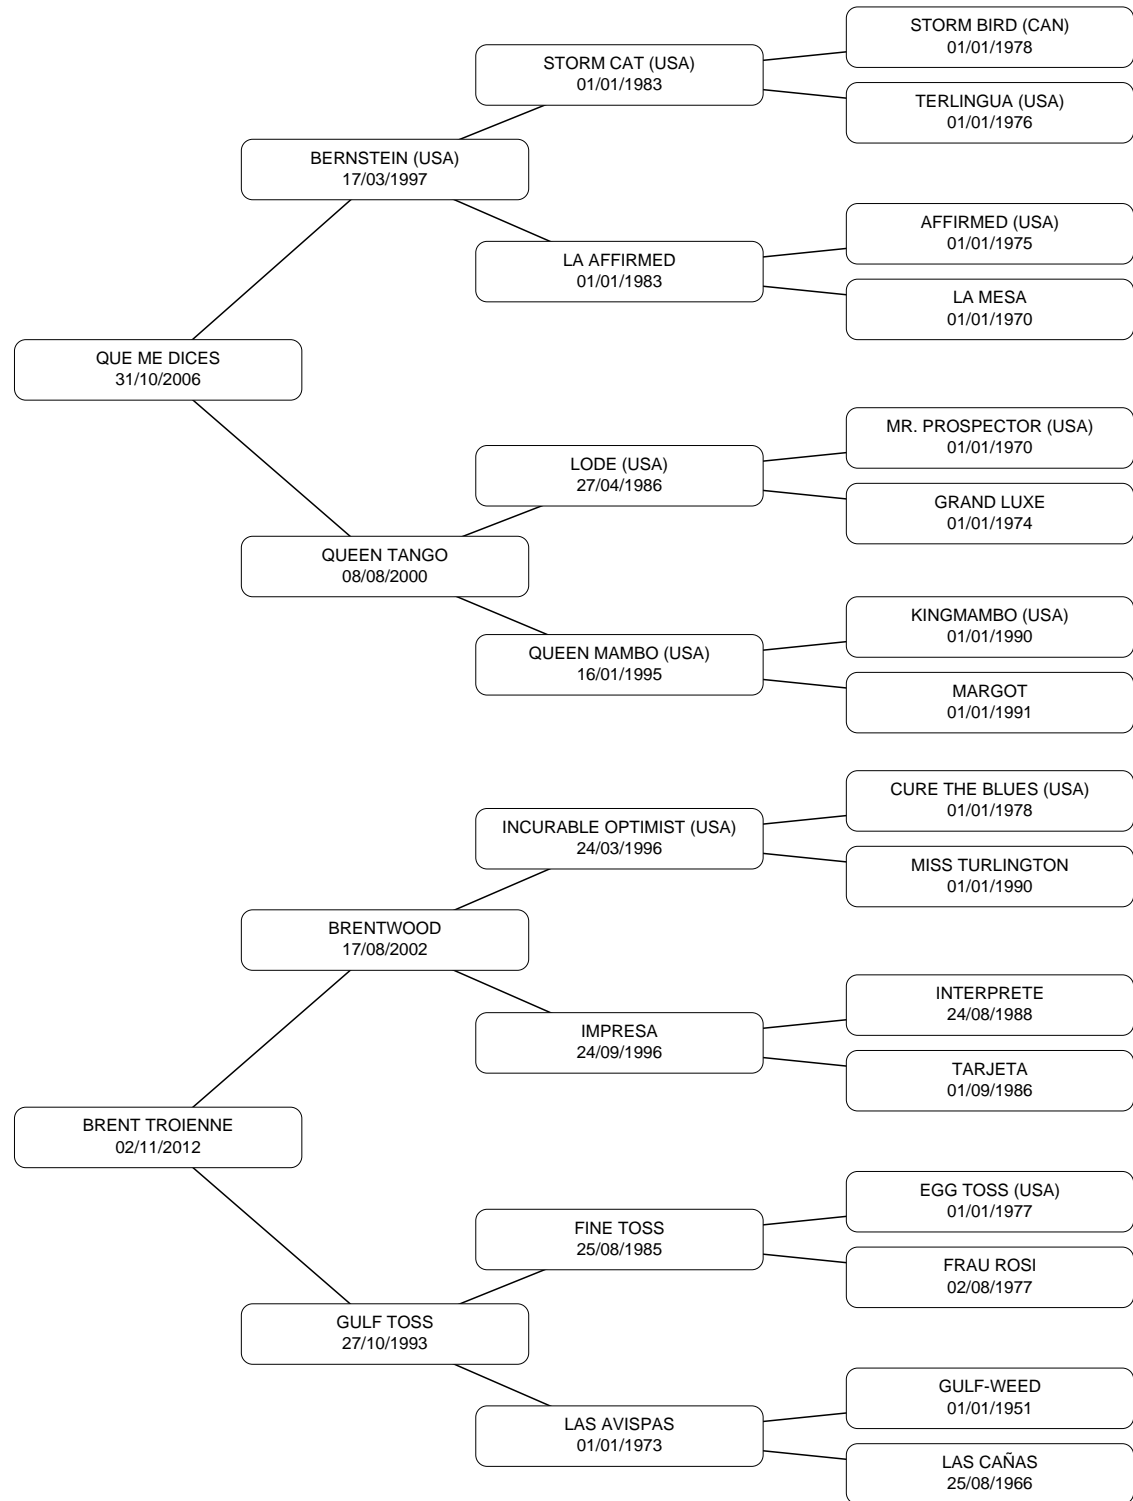 STORM BIRD (CAN)
01/01/1978
STORM CAT (USA)
01/01/1983
TERLINGUA (USA)
01/01/1976
BERNSTEIN (USA)
17/03/1997
AFFIRMED (USA)
01/01/1975
LA AFFIRMED
01/01/1983
LA MESA
01/01/1970
QUE ME DICES
31/10/2006
MR. PROSPECTOR (USA)
01/01/1970
LODE (USA)
27/04/1986
GRAND LUXE
01/01/1974
QUEEN TANGO
08/08/2000
KINGMAMBO (USA)
01/01/1990
QUEEN MAMBO (USA)
16/01/1995
MARGOT
01/01/1991
CURE THE BLUES (USA)
01/01/1978
INCURABLE OPTIMIST (USA)
24/03/1996
MISS TURLINGTON
01/01/1990
BRENTWOOD
17/08/2002
INTERPRETE
24/08/1988
IMPRESA
24/09/1996
TARJETA
01/09/1986
BRENT TROIENNE
02/11/2012
EGG TOSS (USA)
01/01/1977
FINE TOSS
25/08/1985
FRAU ROSI
02/08/1977
GULF TOSS
27/10/1993
GULF-WEED
01/01/1951
LAS AVISPAS
01/01/1973
LAS CAÑAS
25/08/1966